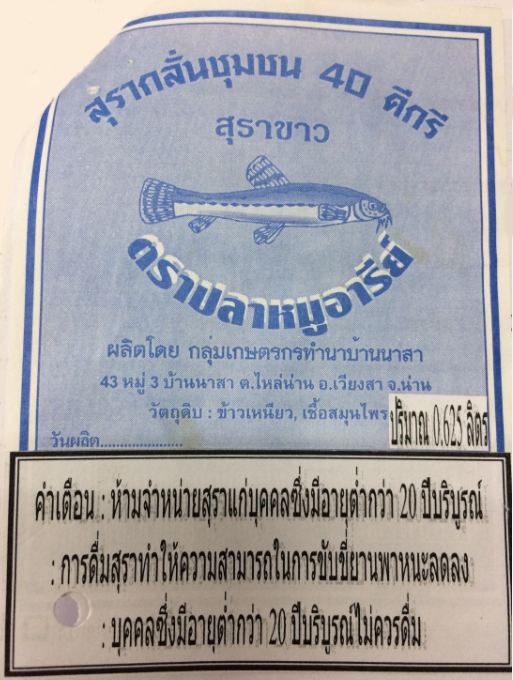 สุรากลั่นชุมชน 40 ดีกรี
สุราขาว
ตราปลาหมูอารีย์
ผลิตโดย กลุ่มเกษตรกรทำนาบ้านนาสา
43 หมู่ 3 บ้านนาสา ต.ไหล่น่าน อ.เวียงสา จ.น่าน
วัตถุดิบ : ข้าวเหนียว, เชื้อสมุนไพร
ปริมาณ 0.625 ลิตร
วันผลิต.....................
คำเตือน : ห้ามจำหน่ายสุราแก่บุคคลซึ่งมีอายุต่ำกว่า 20 ปีบริบูรณ์
: การดื่มสุราทำให้ความสามารถในการขับขี่ยานพาหนะลดลง
: บุคคลซึ่งมีอายุต่ำกว่า 20 ปีบริบูรณ์ไม่ควรดื่ม